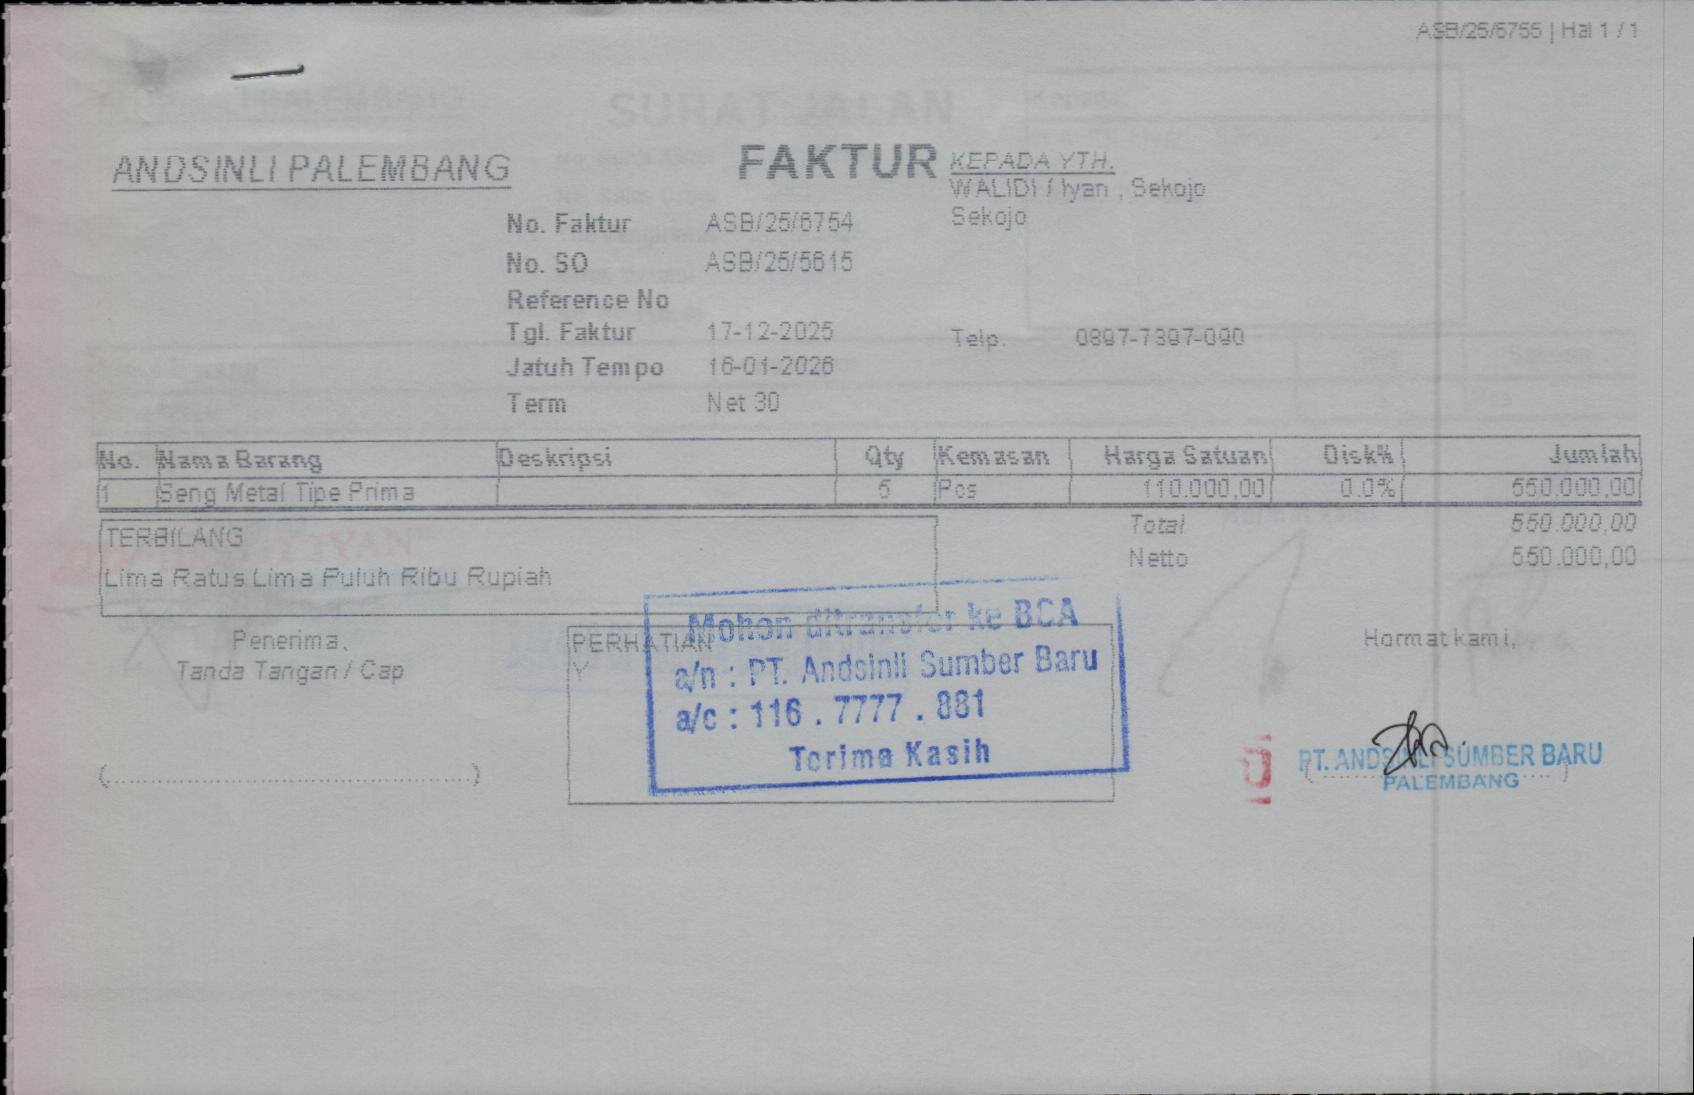 ASB/25/6755 | Hal 1 / 1
SURAT JALAN
ANDSINLI PALEMBANG
FAKTUR
KEPADA YTH.
WALIDI / Iyan , Sekojo
Sekojo
No. Faktur ASB/25/6754
No. SO ASB/25/5615
Reference No
Tgl. Faktur 17-12-2025
Telp. 0897-7397-090
Jatuh Tempo 16-01-2026
Term Net 30
No. Nama Barang Deskripsi Qty Kemasan Harga Satuan Disk% Jumlah
1 Seng Metal Tipe Prima 5 Pcs 110.000,00 0.0% 550.000,00
TERBILANG
Lima Ratus Lima Puluh Ribu Rupiah
Total 550.000,00
Netto 550.000,00
Penerima,
Tanda Tangan / Cap
(....................................................)
PERHATIAN
Y
Mohon ditransfer ke BCA
a/n : PT. Andsinli Sumber Baru
a/c : 116 . 7777 . 881
Terima Kasih
Hormat kami,
PT. ANDSINLI SUMBER BARU
PALEMBANG